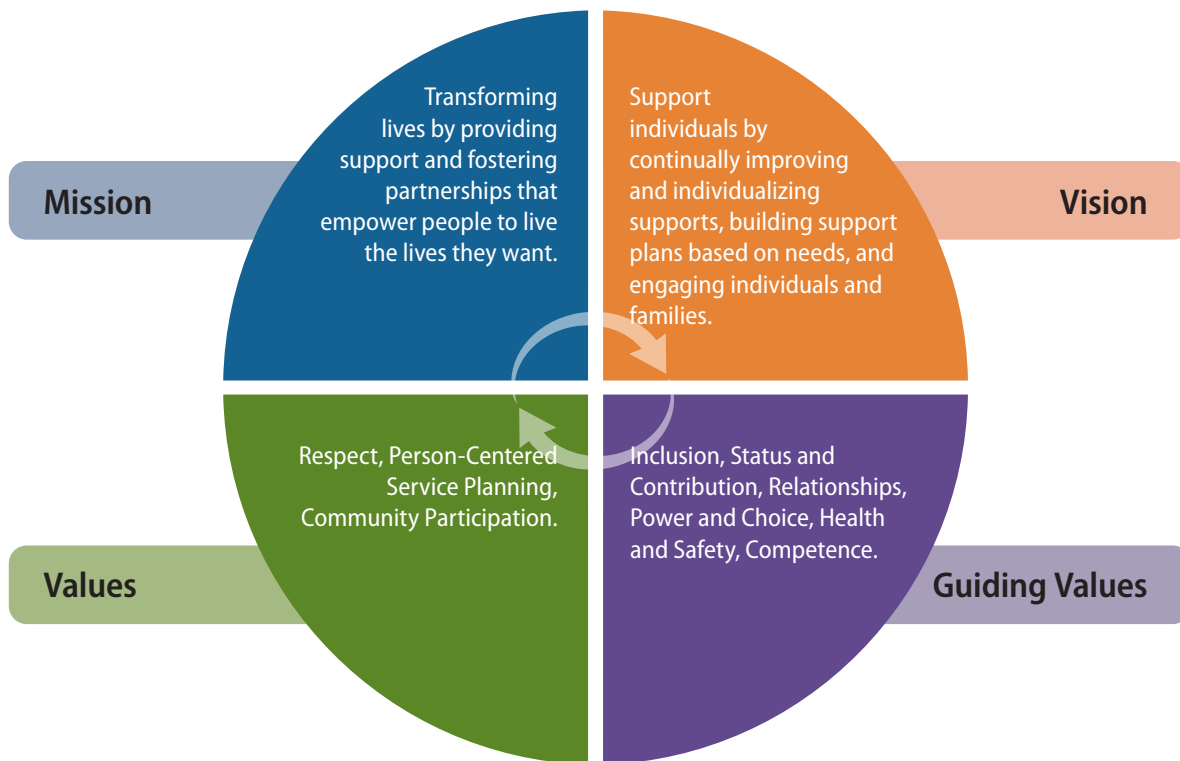 Mission
Transforming
lives by providing
support and fostering
partnerships that
empower people to live
the lives they want.
Support
individuals by
continually improving
and individualizing
supports, building support
plans based on needs, and
engaging individuals and
families.
Vision
Values
Respect, Person-Centered
Service Planning,
Community Participation.
Inclusion, Status and
Contribution, Relationships,
Power and Choice, Health
and Safety, Competence.
Guiding Values